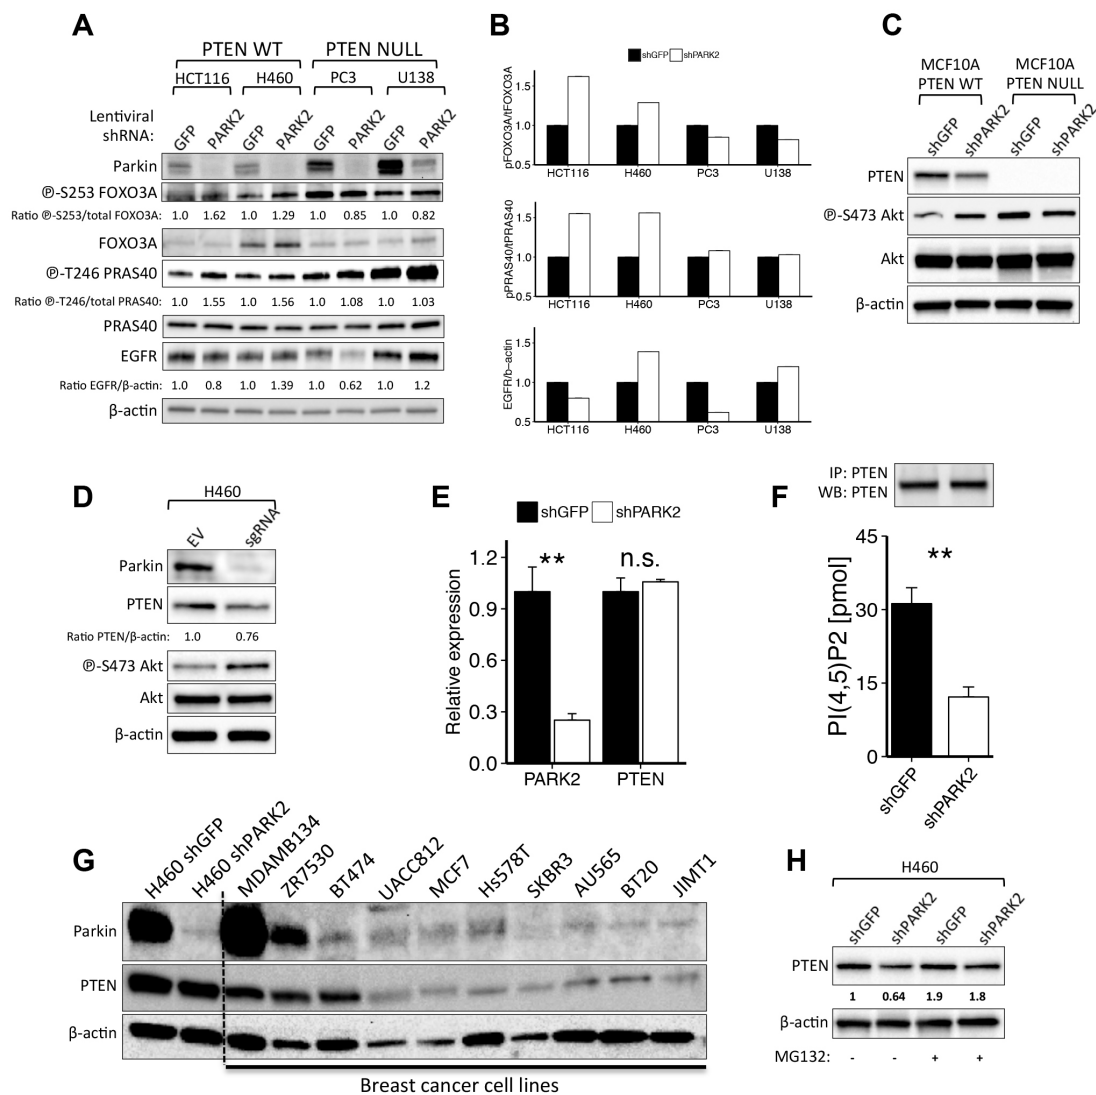 A
PTEN WT PTEN NULL
HCT116 H460 PC3 U138
Lentiviral
shRNA:
GFP PARK2 GFP PARK2 GFP PARK2 GFP PARK2
Parkin
Ⓟ-S253 FOXO3A
Ratio Ⓟ-S253/total FOXO3A: 1.0 1.62 1.0 1.29 1.0 0.85 1.0 0.82
FOXO3A
Ⓟ-T246 PRAS40
Ratio Ⓟ-T246/total PRAS40: 1.0 1.55 1.0 1.56 1.0 1.08 1.0 1.03
PRAS40
EGFR
Ratio EGFR/β-actin: 1.0 0.8 1.0 1.39 1.0 0.62 1.0 1.2
β-actin
B
shGFP shPARK2
pFOXO3A/tFOXO3A
1.5
1.0
0.5
HCT116 H460 PC3 U138
pPRAS40/tPRAS40
1.5
1.0
0.5
HCT116 H460 PC3 U138
EGFR/b-actin
1.5
1.0
0.5
HCT116 H460 PC3 U138
C
MCF10A MCF10A
PTEN WT PTEN NULL
shGFP shPARK2 shGFP shPARK2
PTEN
Ⓟ-S473 Akt
Akt
β-actin
D
H460
EV sgRNA
Parkin
PTEN
Ratio PTEN/β-actin: 1.0 0.76
Ⓟ-S473 Akt
Akt
β-actin
E
shGFP shPARK2
Relative expression
1.2
0.9
0.6
0.3
0.0
** n.s.
PARK2 PTEN
F
IP: PTEN
WB: PTEN
PI(4,5)P2 [pmol]
45
30
15
0
**
shGFP shPARK2
G
H460 shGFP H460 shPARK2 MDAMB134 ZR7530 BT474 UACC812 MCF7 Hs578T SKBR3 AU565 BT20 JIMT1
Parkin
PTEN
β-actin
Breast cancer cell lines
H
H460
shGFP shPARK2 shGFP shPARK2
PTEN
1 0.64 1.9 1.8
β-actin
MG132: - - + +